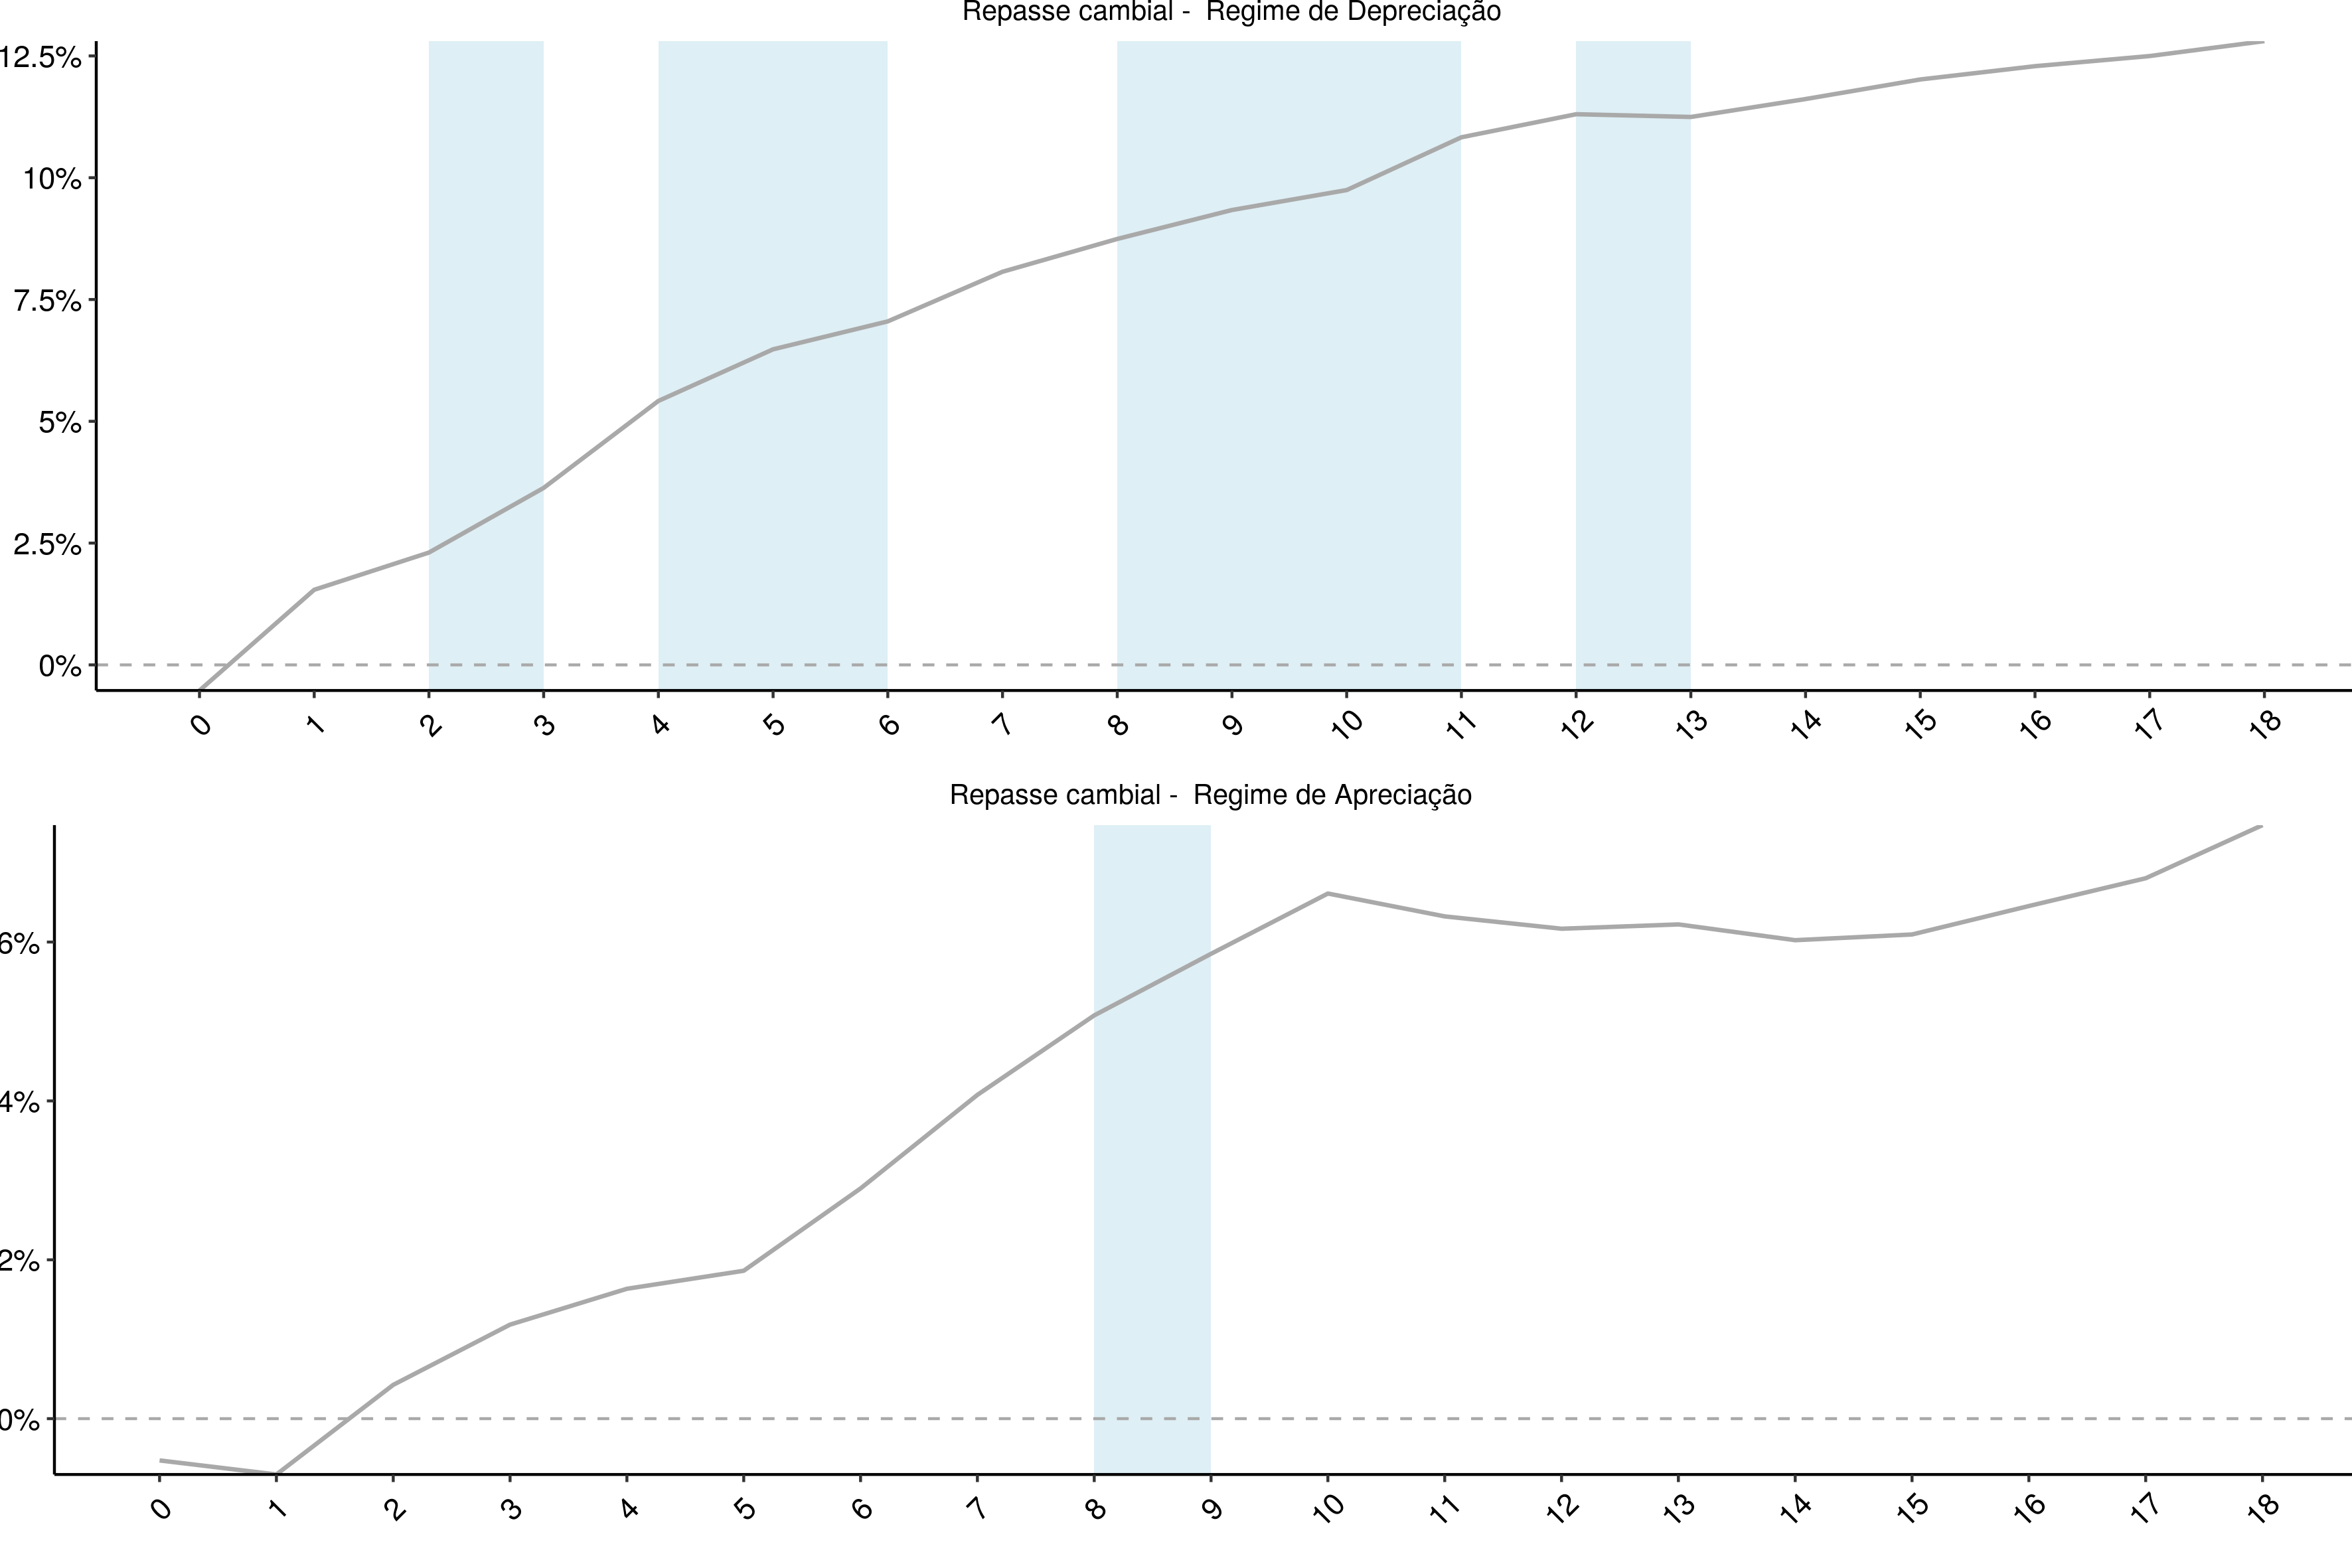 Repasse cambial - Regime de Depreciação
12.5%
10%
7.5%
5%
2.5%
0%
0 1 2 3 4 5 6 7 8 9 10 11 12 13 14 15 16 17 18
Repasse cambial - Regime de Apreciação
6%
4%
2%
0%
0 1 2 3 4 5 6 7 8 9 10 11 12 13 14 15 16 17 18